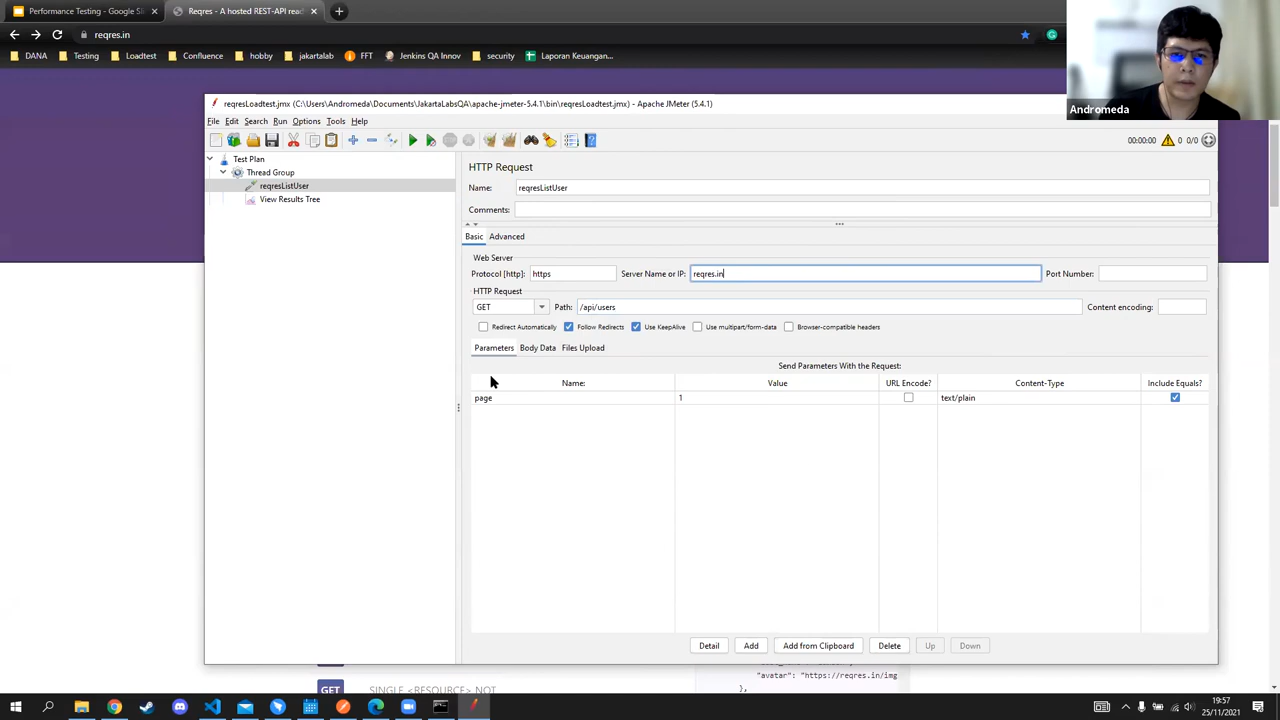 Performance Testing - Google Sli
Reqres - A hosted REST-API read
reqres.in
DANA
Testing
Loadtest
Confluence
hobby
jakartalab
FFT
Jenkins QA Innov
security
Laporan Keuangan...
Andromeda
reqresLoadtest.jmx (C:\Users\Andromeda\Documents\JakartaLabsQA\apache-jmeter-5.4.1\bin\reqresLoadtest.jmx) - Apache JMeter (5.4.1)
File Edit Search Run Options Tools Help
00:00:00 0 0/0
Test Plan
Thread Group
reqresListUser
View Results Tree
HTTP Request
Name: reqresListUser
Comments:
Basic Advanced
Web Server
Protocol [http]: https Server Name or IP: reqres.in Port Number:
HTTP Request
GET Path: /api/users Content encoding:
Redirect Automatically Follow Redirects Use KeepAlive Use multipart/form-data Browser-compatible headers
Parameters Body Data Files Upload
Send Parameters With the Request:
Name: Value URL Encode? Content-Type Include Equals?
page 1 text/plain
Detail Add Add from Clipboard Delete Up Down
"avatar": "https://reqres.in/img
},
GET SINGLE <RESOURCE> NOT
19:57
25/11/2021